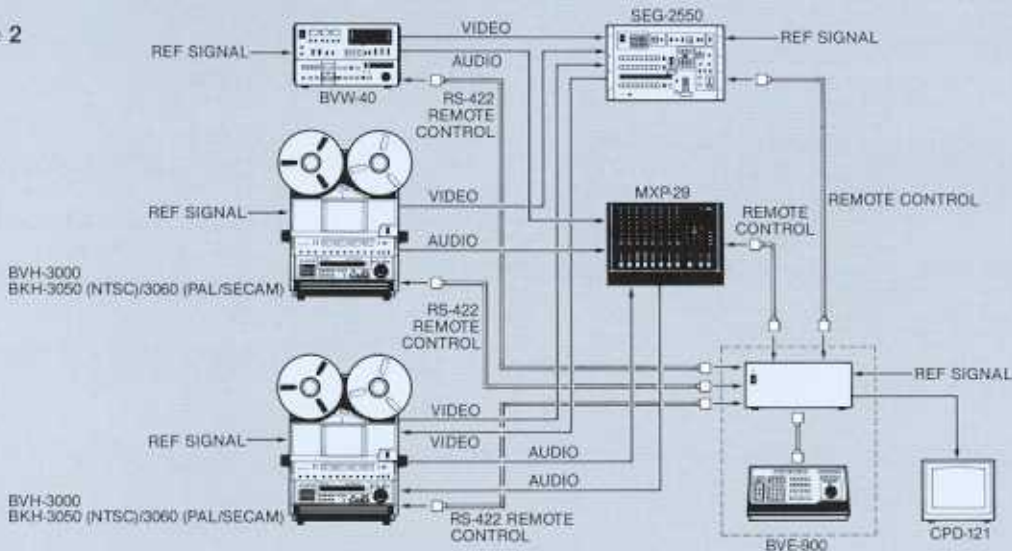 2
REF SIGNAL
BVW-40
VIDEO
AUDIO
RS-422
REMOTE
CONTROL
SEG-2550
REF SIGNAL
REMOTE CONTROL
REF SIGNAL
VIDEO
AUDIO
BVH-3000
BKH-3050 (NTSC)/3060 (PAL/SECAM)
RS-422
REMOTE
CONTROL
MXP-29
REMOTE
CONTROL
REF SIGNAL
REF SIGNAL
VIDEO
VIDEO
AUDIO
AUDIO
BVH-3000
BKH-3050 (NTSC)/3060 (PAL/SECAM)
RS-422 REMOTE
CONTROL
BVE-900
CPD-121